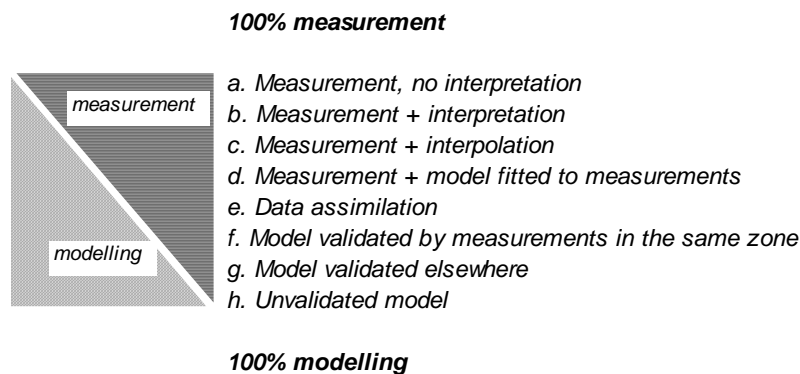 100% measurement
measurement
a. Measurement, no interpretation
b. Measurement + interpretation
c. Measurement + interpolation
d. Measurement + model fitted to measurements
e. Data assimilation
f. Model validated by measurements in the same zone
modelling
g. Model validated elsewhere
h. Unvalidated model
100% modelling